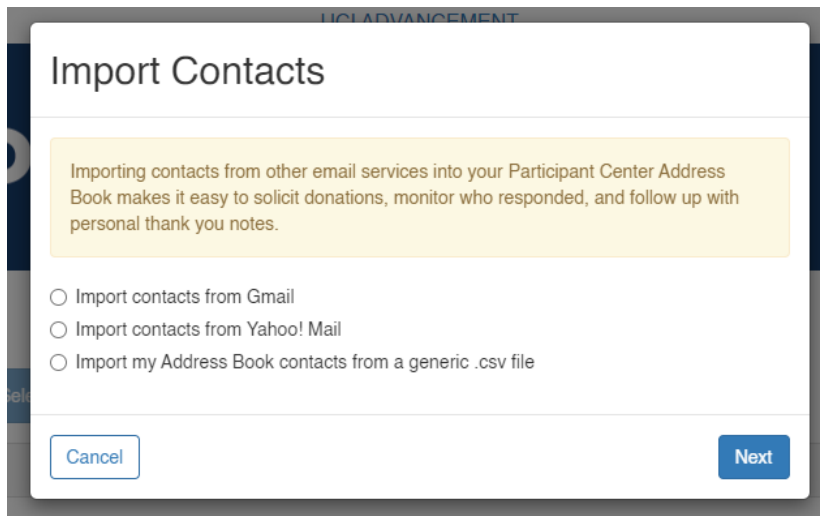 UCI ADVANCEMENT
Import Contacts
Importing contacts from other email services into your Participant Center Address
Book makes it easy to solicit donations, monitor who responded, and follow up with
personal thank you notes.
Import contacts from Gmail
Import contacts from Yahoo! Mail
Import my Address Book contacts from a generic .csv file
Cancel
Next